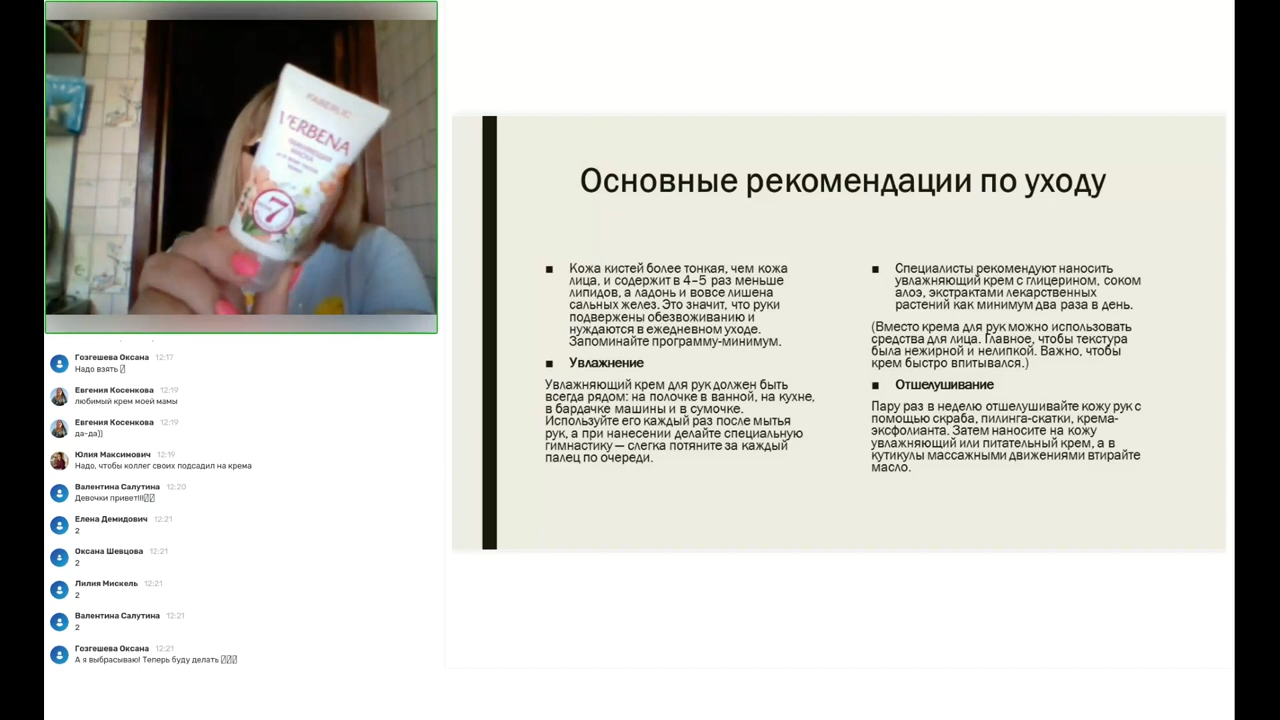 FABERLIC
VERBENA
МАСКА
7
Гозгешева Оксана 12:17
Надо взять
Евгения Косенкова 12:19
любимый крем моей мамы
Евгения Косенкова 12:19
да-да))
Юлия Максимович 12:19
Надо, чтобы коллег своих подсадил на крема
Валентина Салутина 12:20
Девочки привет!!!
Елена Демидович 12:21
2
Оксана Шевцова 12:21
2
Лилия Мискель 12:21
2
Валентина Салутина 12:21
2
Гозгешева Оксана 12:21
А я выбрасываю! Теперь буду делать
Основные рекомендации по уходу
■ Кожа кистей более тонкая, чем кожа
лица, и содержит в 4–5 раз меньше
липидов, а ладонь и вовсе лишена
сальных желез. Это значит, что руки
подвержены обезвоживанию и
нуждаются в ежедневном уходе.
Запоминайте программу-минимум.
■ Увлажнение
Увлажняющий крем для рук должен быть
всегда рядом: на полочке в ванной, на кухне,
в бардачке машины и в сумочке.
Используйте его каждый раз после мытья
рук, а при нанесении делайте специальную
гимнастику — слегка потяните за каждый
палец по очереди.
■ Специалисты рекомендуют наносить
увлажняющий крем с глицерином, соком
алоэ, экстрактами лекарственных
растений как минимум два раза в день.
(Вместо крема для рук можно использовать
средства для лица. Главное, чтобы текстура
была нежирной и нелипкой. Важно, чтобы
крем быстро впитывался.)
■ Отшелушивание
Пару раз в неделю отшелушивайте кожу рук с
помощью скраба, пилинга-скатки, крема-
эксфолианта. Затем наносите на кожу
увлажняющий или питательный крем, а в
кутикулы массажными движениями втирайте
масло.